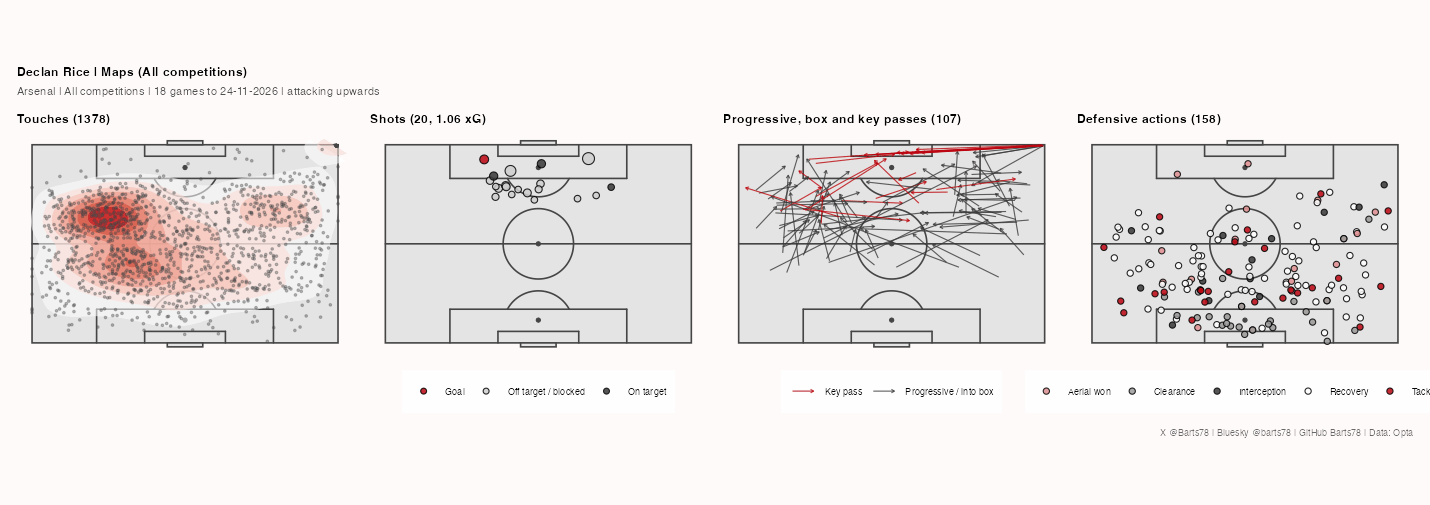 Declan Rice | Maps (All competitions)
Arsenal | All competitions | 18 games to 24-11-2026 | attacking upwards
Touches (1378)
Shots (20, 1.06 xG)
Progressive, box and key passes (107)
Defensive actions (158)
Goal
Off target / blocked
On target
Key pass
Progressive / Into box
Aerial won
Clearance
Interception
Recovery
Tack
X @Barts78 | Bluesky @barts78 | GitHub Barts78 | Data: Opta